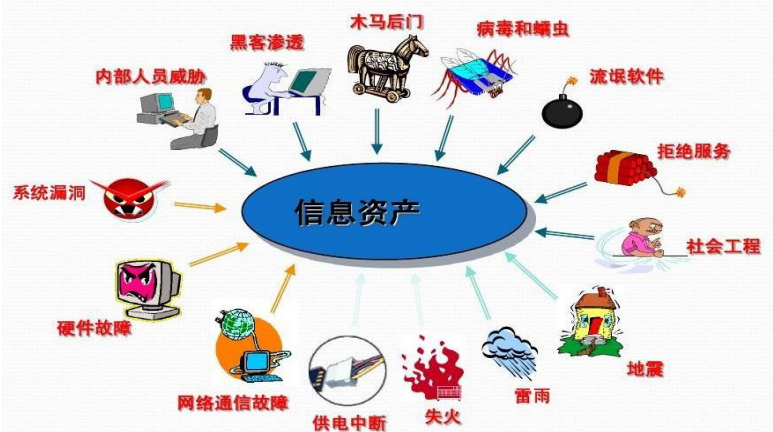 木马后门
病毒和蠕虫
黑客渗透
内部人员威胁
流氓软件
拒绝服务
系统漏洞
信息资产
社会工程
硬件故障
地震
网络通信故障
雷雨
供电中断
失火